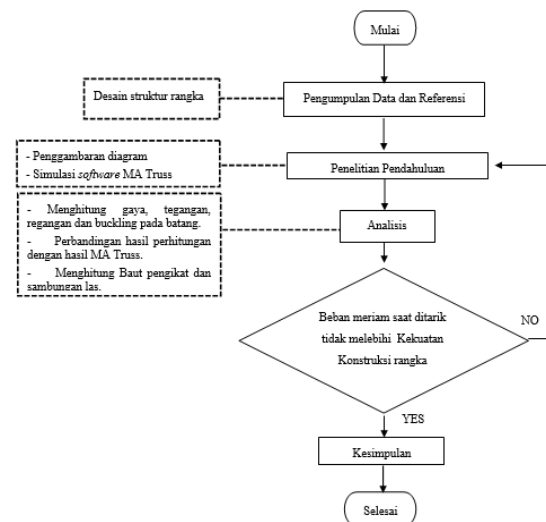 Mulai
Desain struktur rangka
Pengumpulan Data dan Referensi
- Penggambaran diagram
- Simulasi software MA Truss
Penelitian Pendahuluan
- Menghitung gaya, tegangan,
regangan dan buckling pada batang.
- Perbandingan hasil perhitungan
dengan hasil MA Truss.
- Menghitung Baut pengikat dan
sambungan las.
Analisis
Beban meriam saat ditarik
tidak melebihi Kekuatan
Konstruksi rangka
NO
YES
Kesimpulan
Selesai